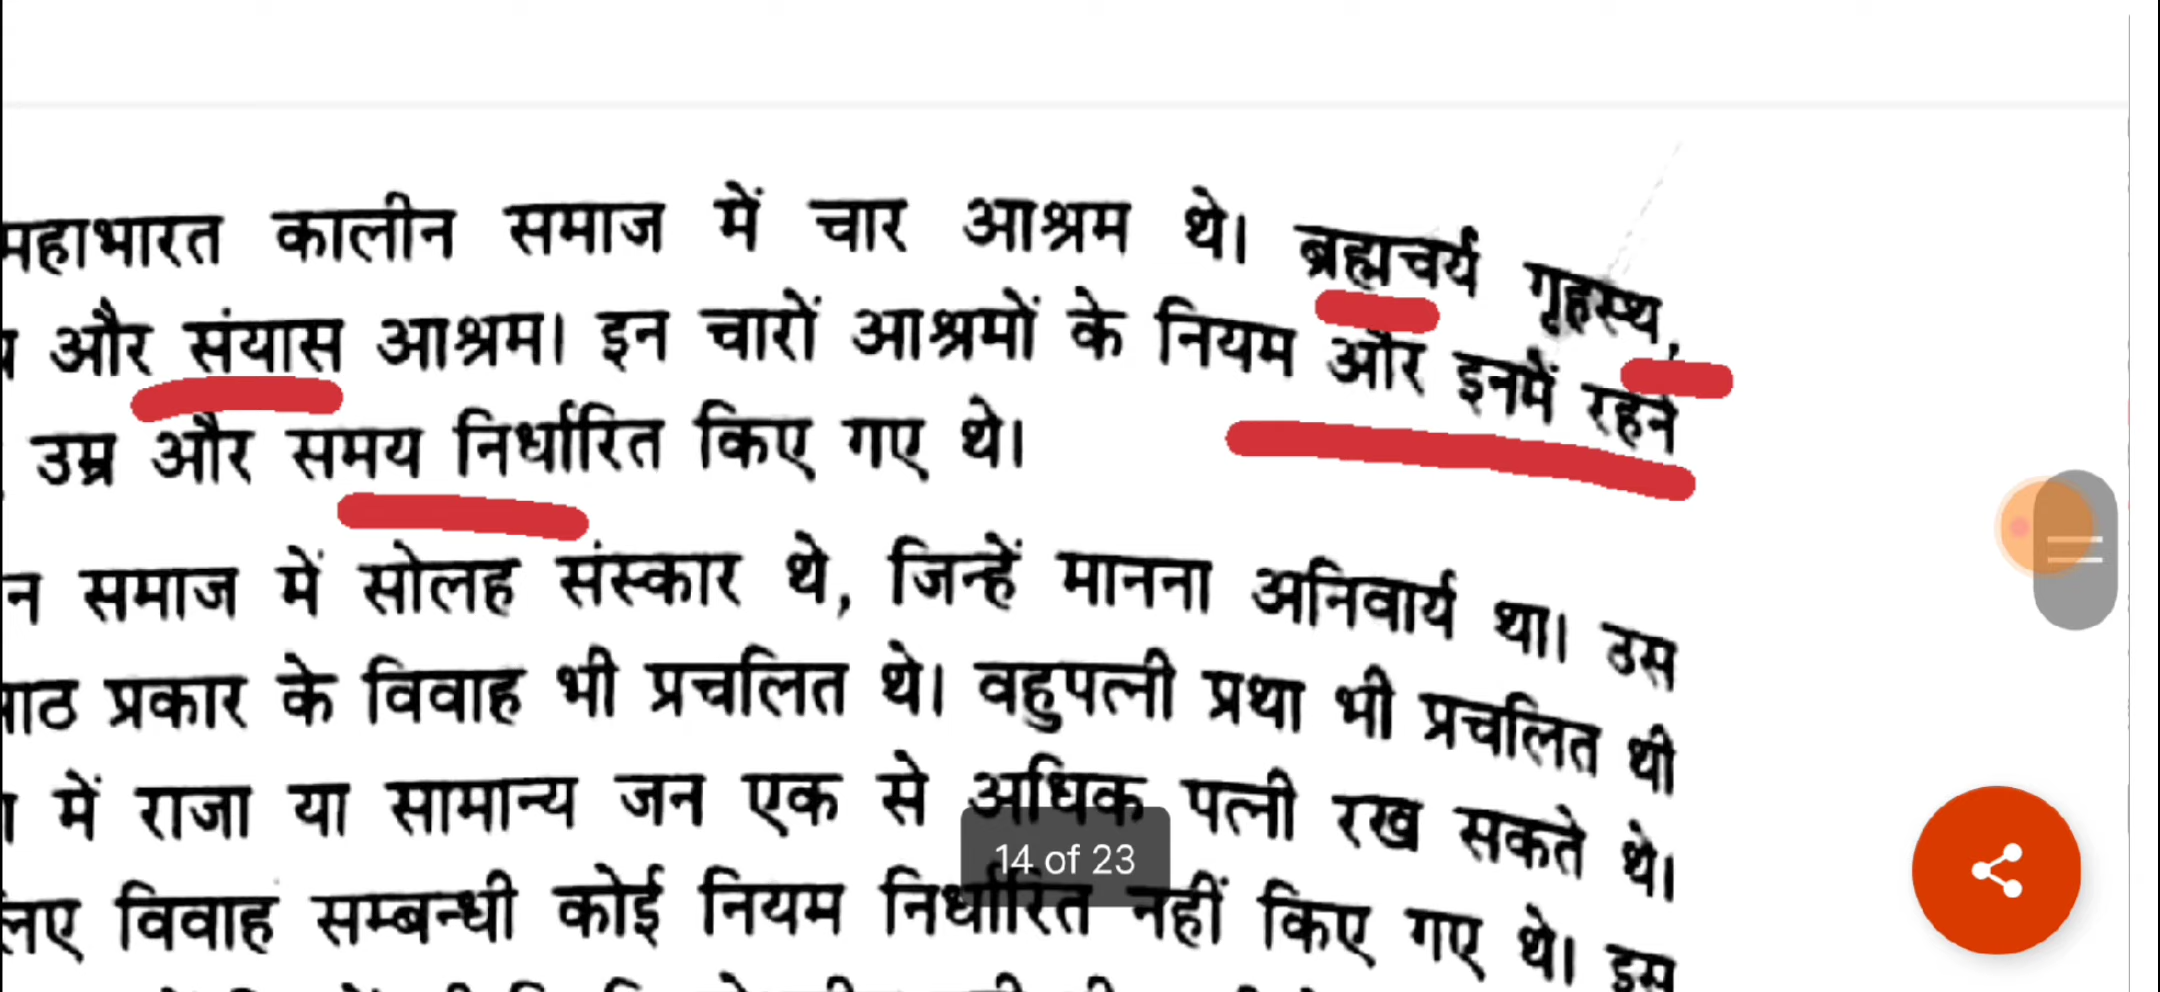 महाभारत कालीन समाज में चार आश्रम थे। ब्रह्मचर्य गृहस्थ,
और संयास आश्रम। इन चारों आश्रमों के नियम और इनमें रहने
उम्र और समय निर्धारित किए गए थे।
न समाज में सोलह संस्कार थे, जिन्हें मानना अनिवार्य था। उस
प्रकार के विवाह भी प्रचलित थे। वहुपत्नी प्रथा भी प्रचलित थी
में राजा या सामान्य जन एक से अधिक पत्नी रख सकते थे।
14 of 23
विवाह सम्बन्धी कोई नियम निर्धारित नहीं किए गए थे। इस